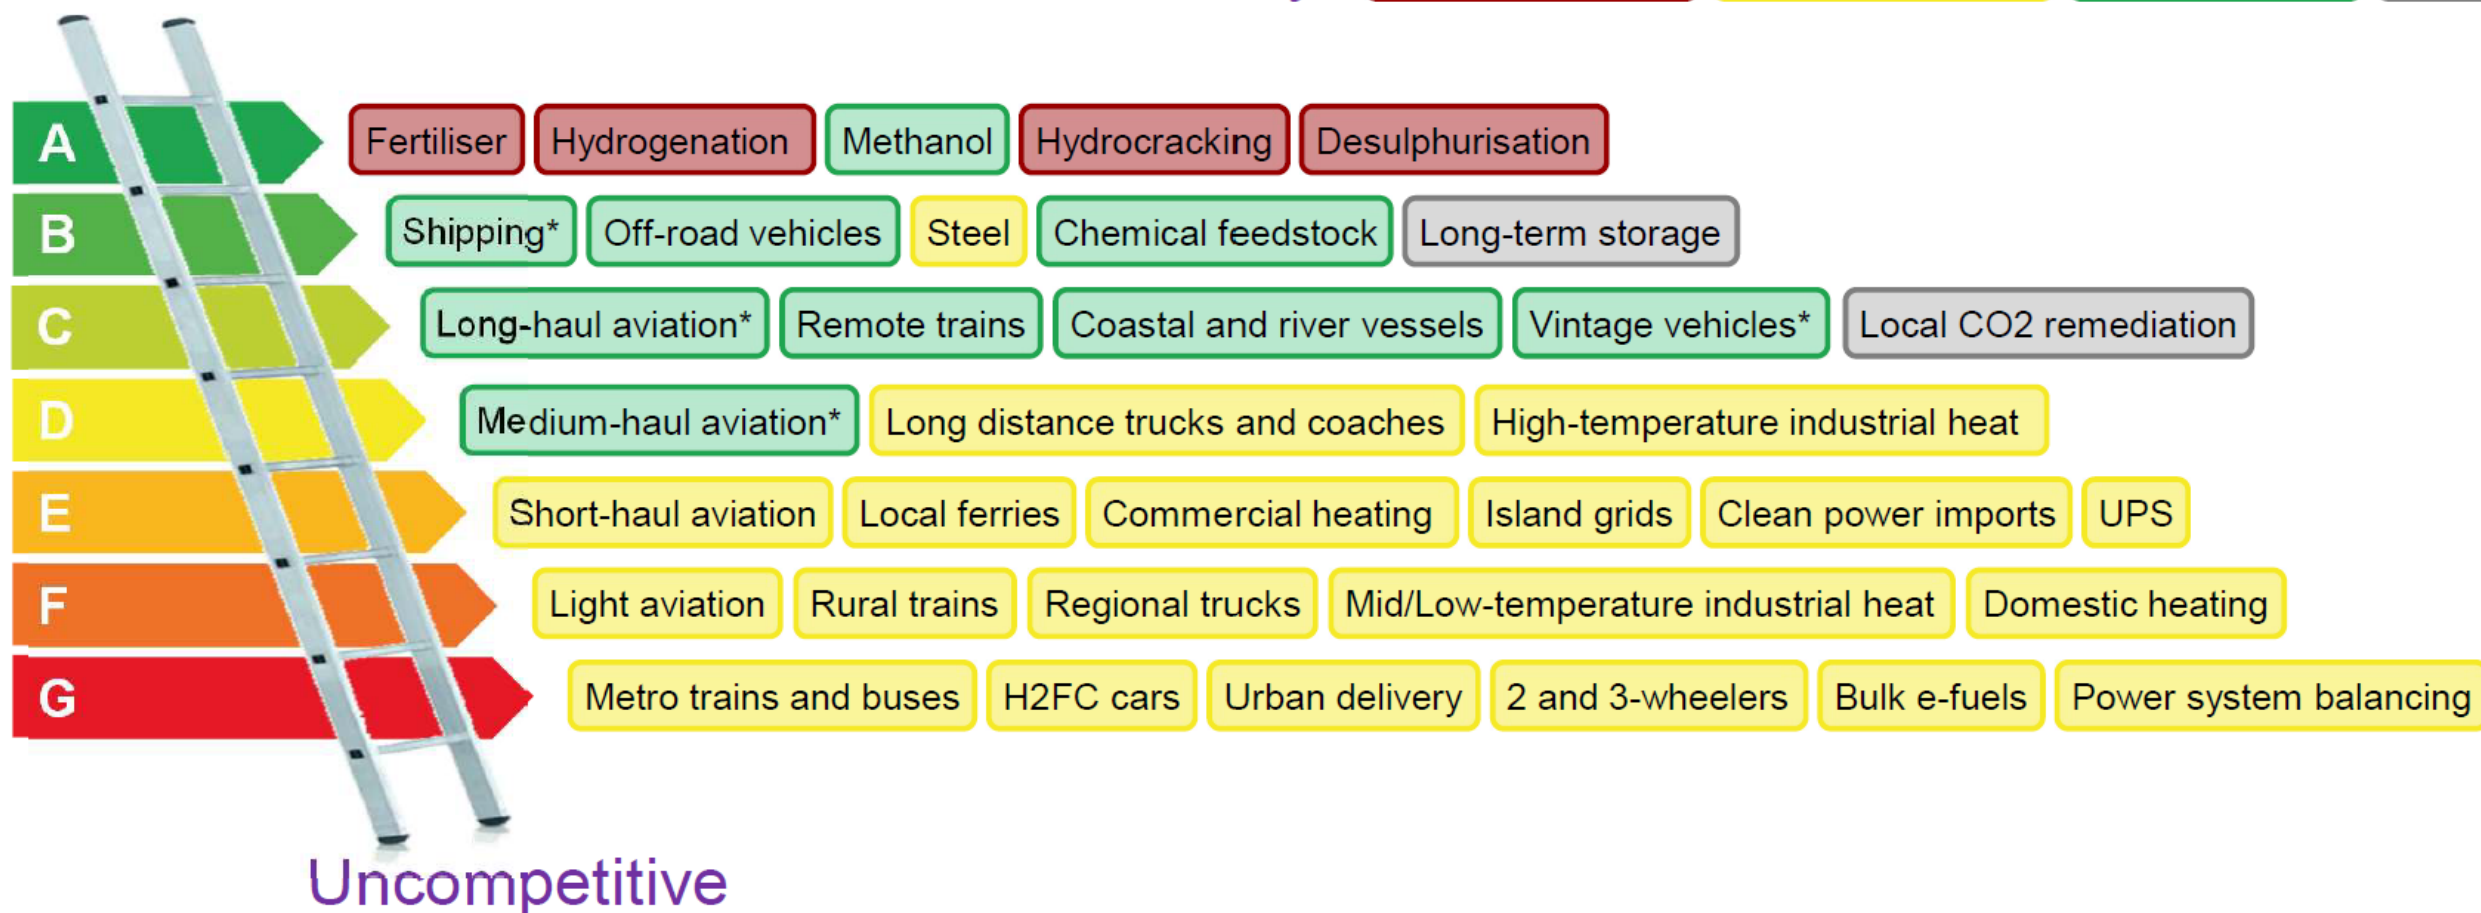 A Fertiliser Hydrogenation Methanol Hydrocracking Desulphurisation
B Shipping* Off-road vehicles Steel Chemical feedstock Long-term storage
C Long-haul aviation* Remote trains Coastal and river vessels Vintage vehicles* Local CO2 remediation
D Medium-haul aviation* Long distance trucks and coaches High-temperature industrial heat
E Short-haul aviation Local ferries Commercial heating Island grids Clean power imports UPS
F Light aviation Rural trains Regional trucks Mid/Low-temperature industrial heat Domestic heating
G Metro trains and buses H2FC cars Urban delivery 2 and 3-wheelers Bulk e-fuels Power system balancing
Uncompetitive